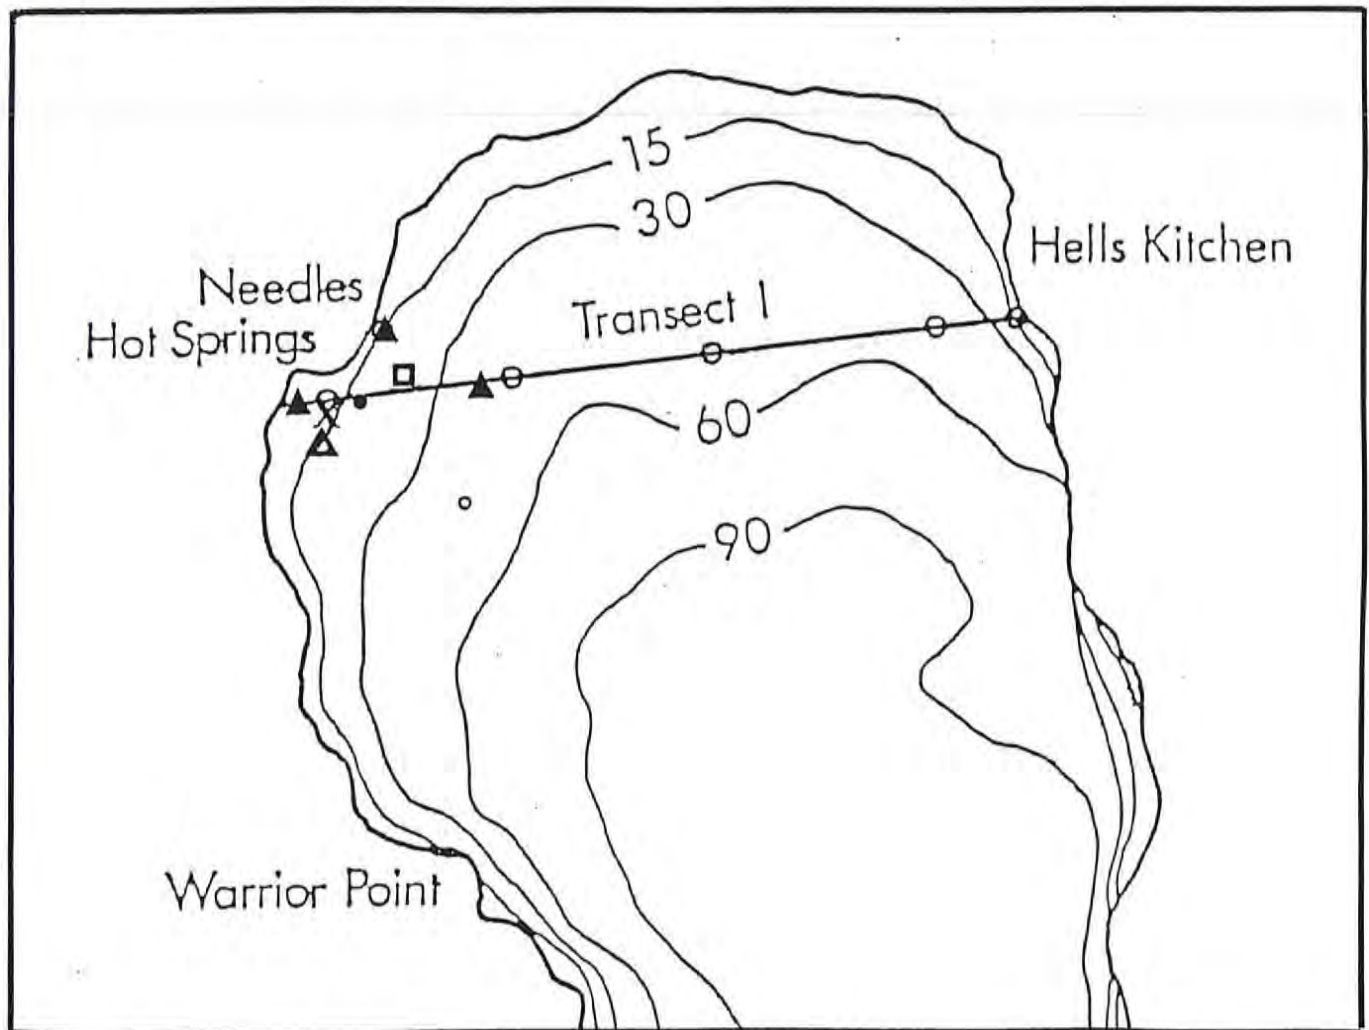 15
30
Hells Kitchen
Needles
Hot Springs
Transect 1
60
90
Warrior Point